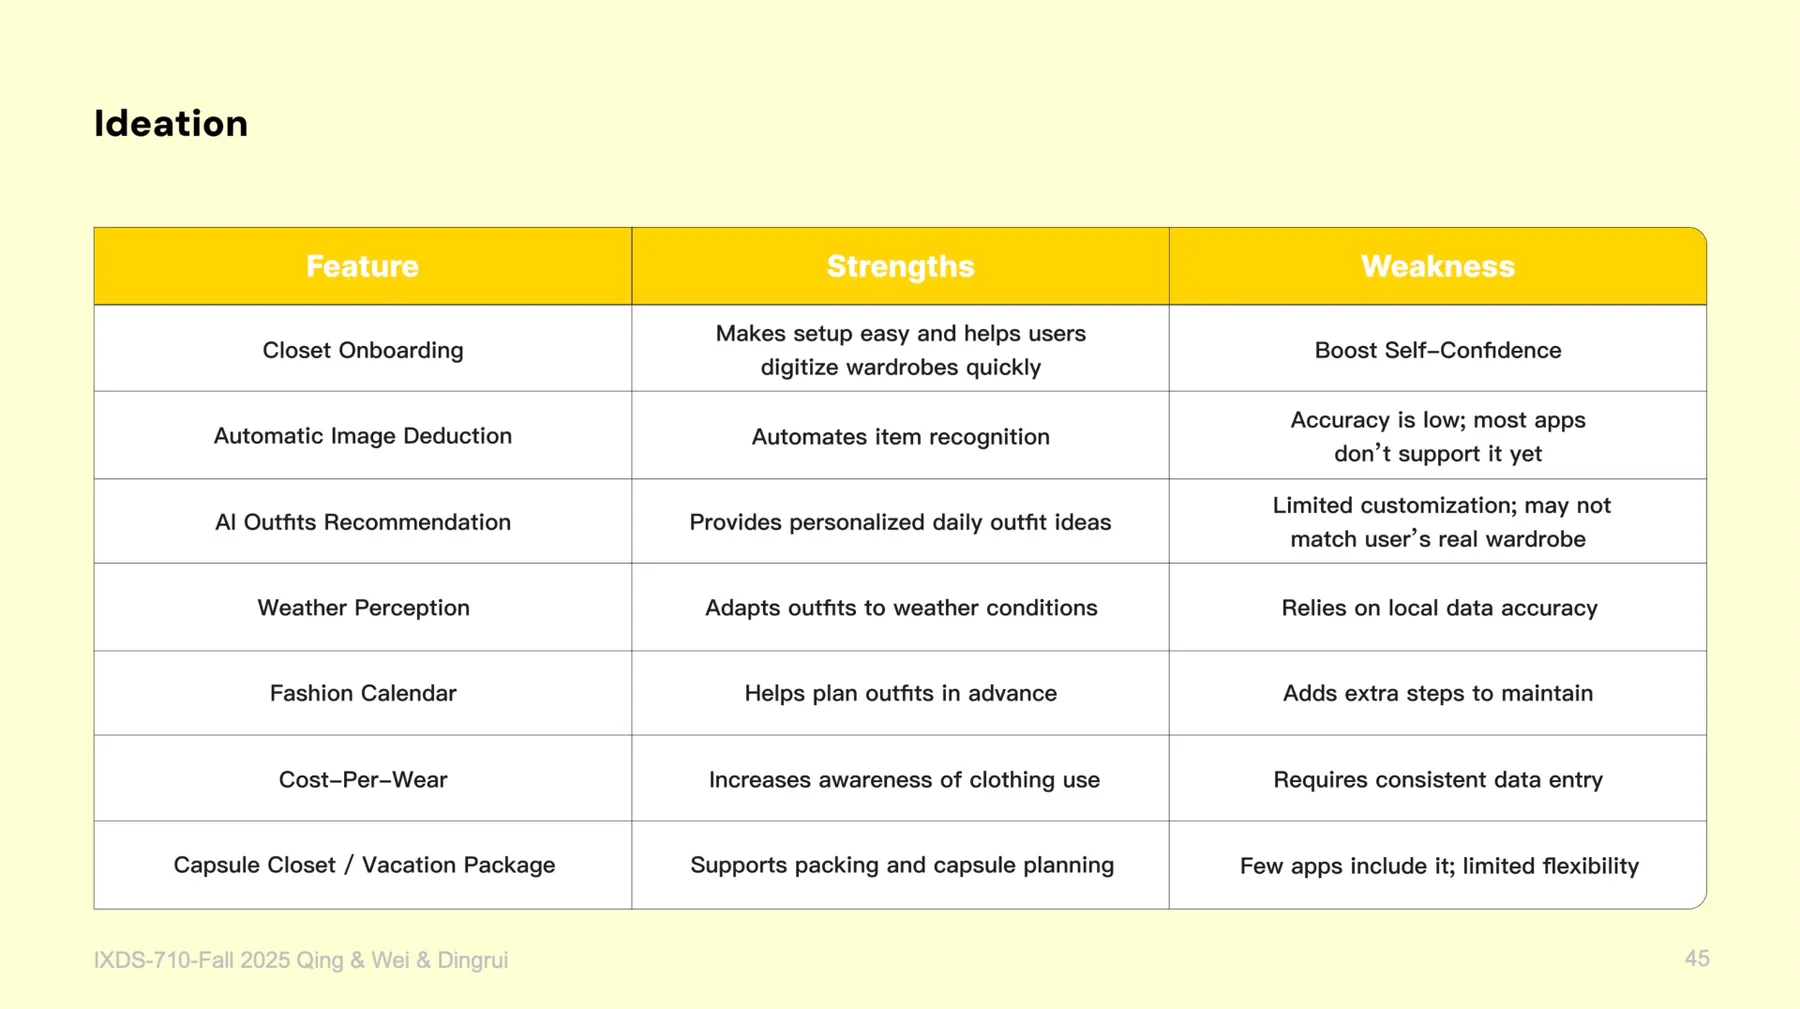 Ideation
Feature
Strengths
Weakness
Closet Onboarding
Makes setup easy and helps users
digitize wardrobes quickly
Boost Self–Confidence
Automatic Image Deduction
Automates item recognition
Accuracy is low; most apps
don’t support it yet
AI Outfits Recommendation
Provides personalized daily outfit ideas
Limited customization; may not
match user’s real wardrobe
Weather Perception
Adapts outfits to weather conditions
Relies on local data accuracy
Fashion Calendar
Helps plan outfits in advance
Adds extra steps to maintain
Cost–Per–Wear
Increases awareness of clothing use
Requires consistent data entry
Capsule Closet / Vacation Package
Supports packing and capsule planning
Few apps include it; limited flexibility
IXDS-710-Fall 2025 Qing & Wei & Dingrui
45